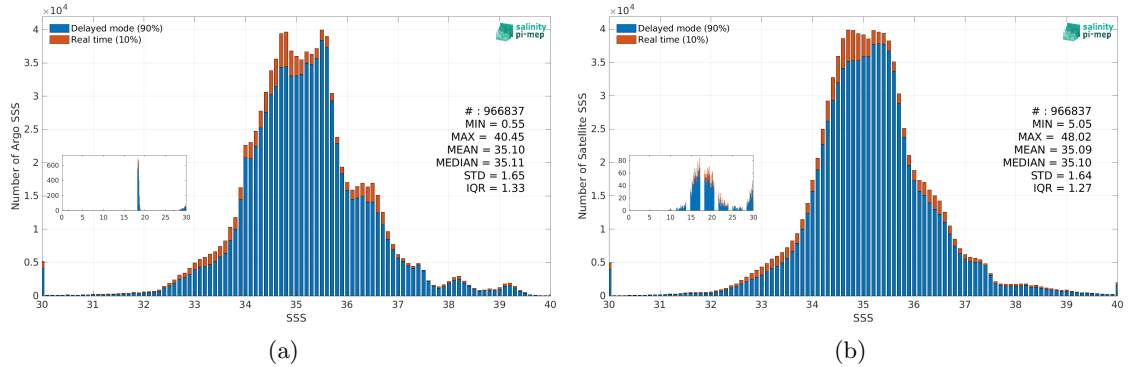 ×10⁴
Delayed mode (90%)
Real time (10%)
salinity
pi-mep
4
3.5
3
2.5
2
1.5
1
0.5
0
Number of Argo SSS
# : 966837
MIN = 0.55
MAX = 40.45
MEAN = 35.10
MEDIAN = 35.11
STD = 1.65
IQR = 1.33
600
400
200
0
0 5 10 15 20 25 30
30 31 32 33 34 35 36 37 38 39 40
SSS
(a)
×10⁴
Delayed mode (90%)
Real time (10%)
salinity
pi-mep
4
3.5
3
2.5
2
1.5
1
0.5
0
Number of Satellite SSS
# : 966837
MIN = 5.05
MAX = 48.02
MEAN = 35.09
MEDIAN = 35.10
STD = 1.64
IQR = 1.27
80
60
40
20
0
0 5 10 15 20 25 30
30 31 32 33 34 35 36 37 38 39 40
SSS
(b)